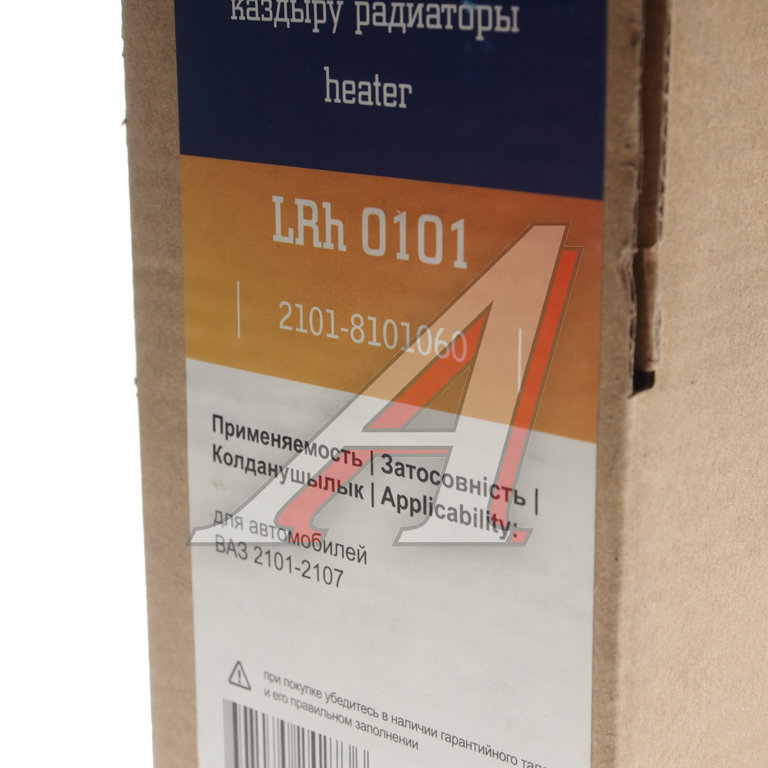 каздыру радиаторы
heater
LRh 0101
2101-8101060
Применяемость | Затосовність |
Колданушылык | Applicability:
для автомобилей
ВАЗ 2101-2107
при покупке убедитесь в наличии гарантийного
и его правильном заполнении